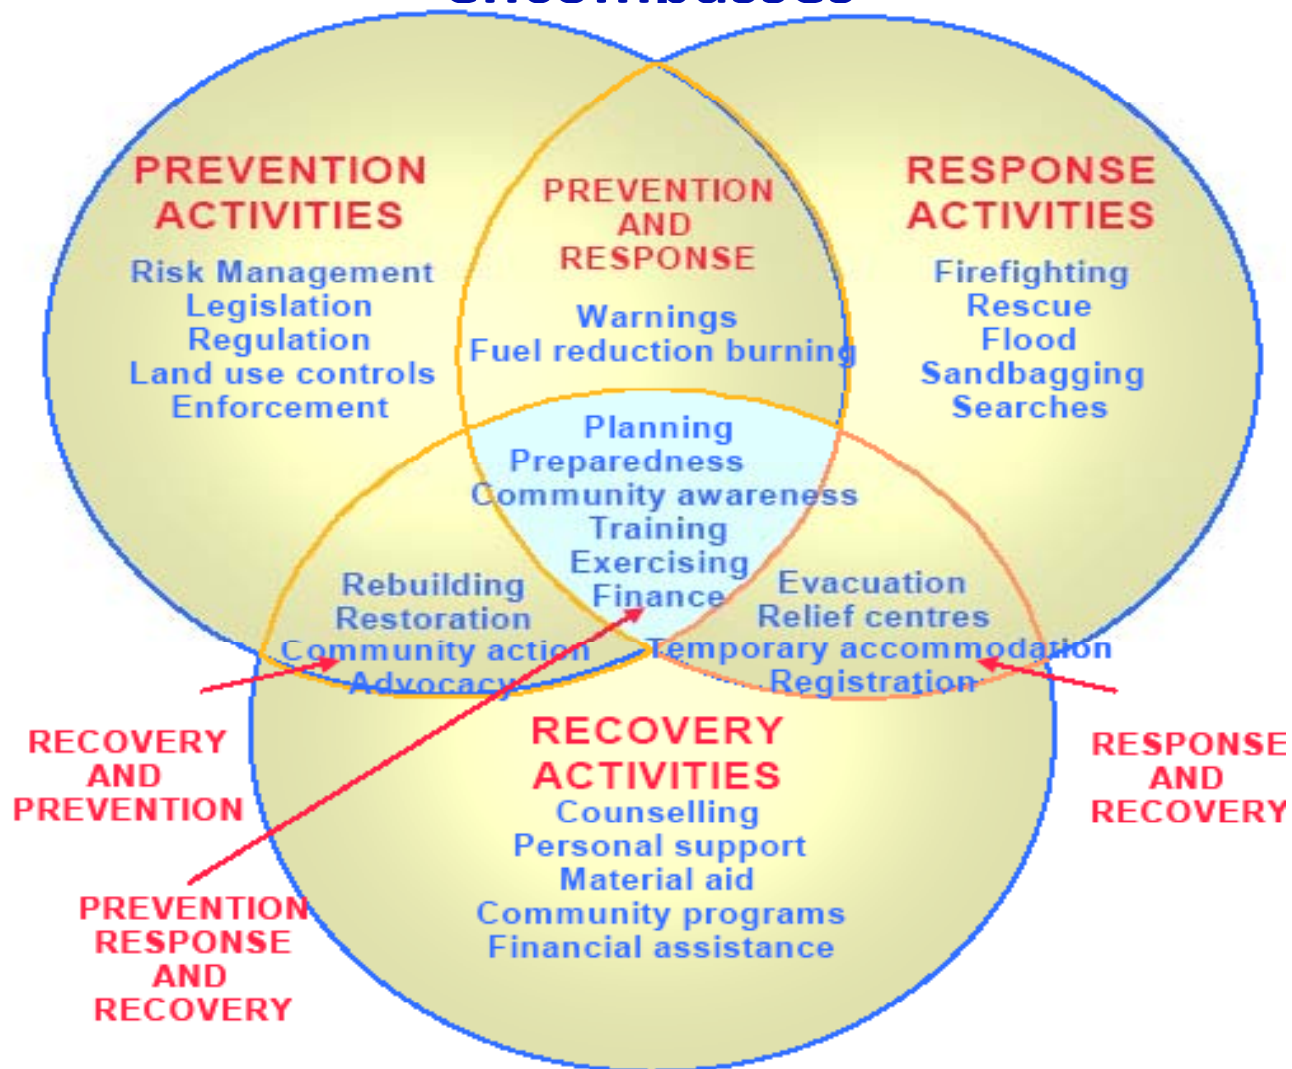 encompasses
PREVENTION
ACTIVITIES
Risk Management
Legislation
Regulation
Land use controls
Enforcement
PREVENTION
AND
RESPONSE
Warnings
Fuel reduction burning
RESPONSE
ACTIVITIES
Firefighting
Rescue
Flood
Sandbagging
Searches
Planning
Preparedness
Community awareness
Training
Exercising
Finance
Rebuilding
Restoration
Community action
Advocacy
Evacuation
Relief centres
Temporary accommodation
Registration
RECOVERY
AND
PREVENTION
RECOVERY
ACTIVITIES
Counselling
Personal support
Material aid
Community programs
Financial assistance
RESPONSE
AND
RECOVERY
PREVENTION
RESPONSE
AND
RECOVERY